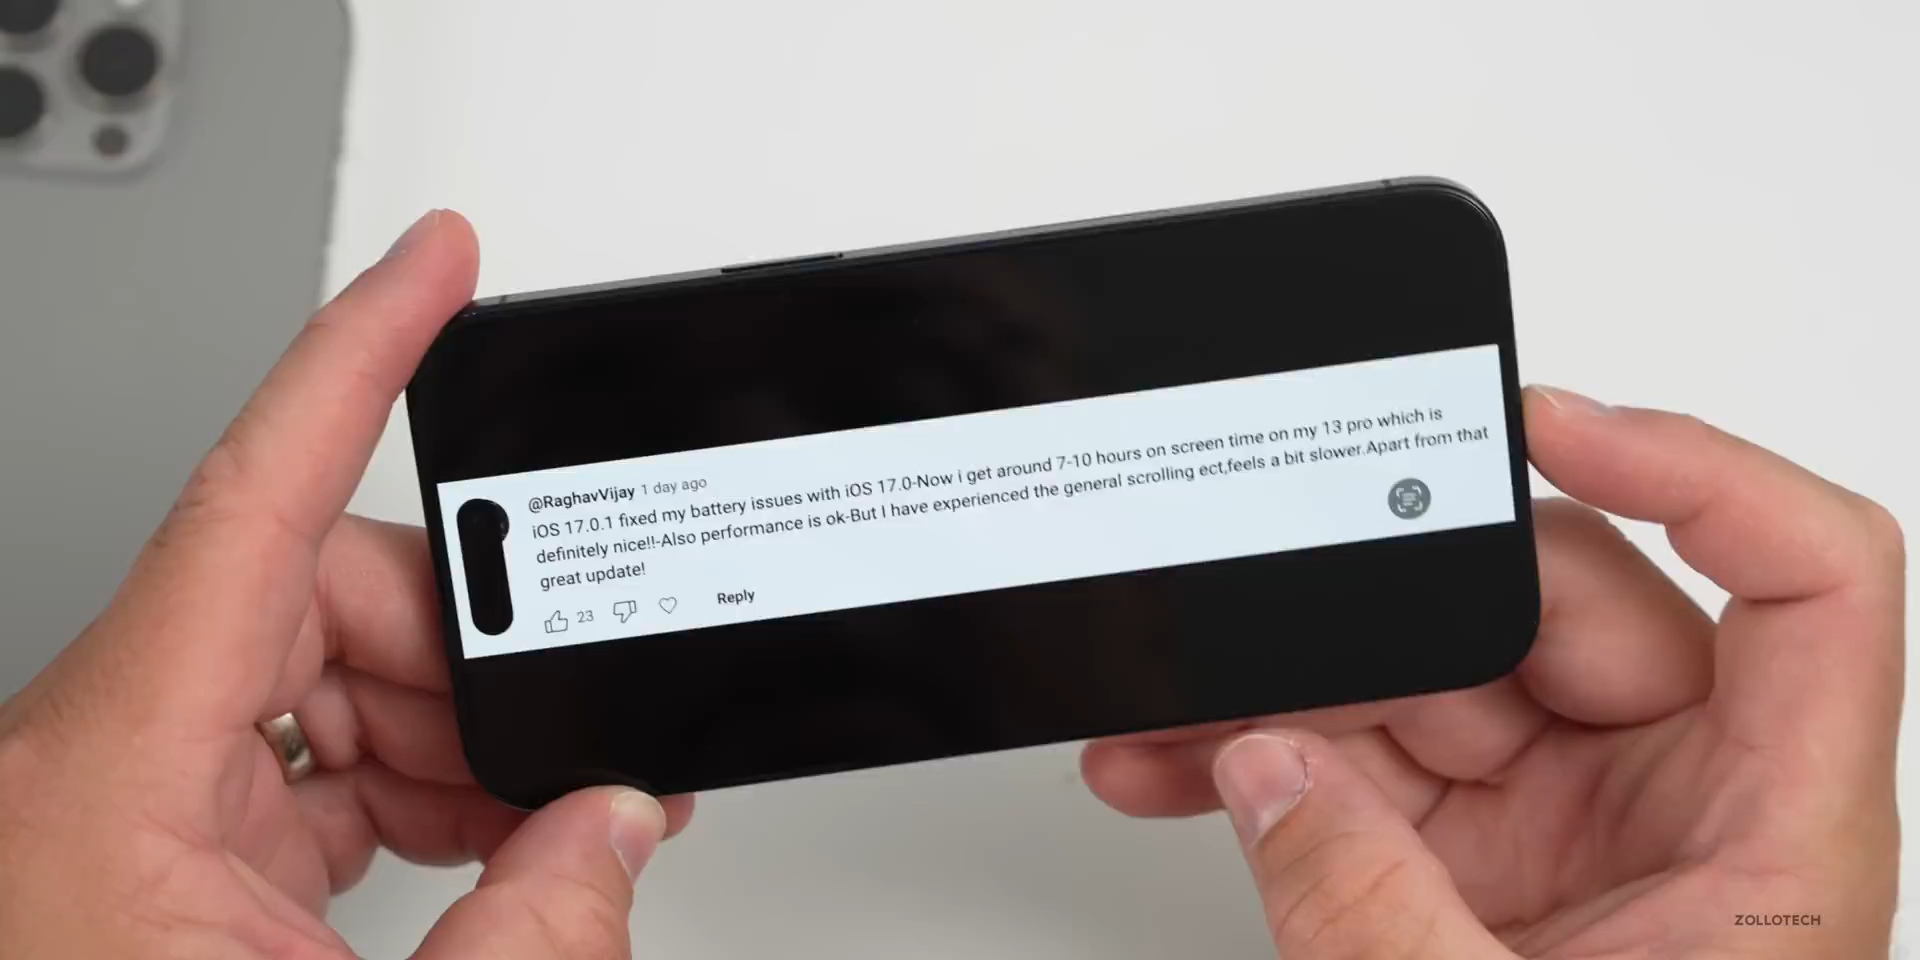 @RaghavVijay 1 day ago
iOS 17.0.1 fixed my battery issues with iOS 17.0-Now i get around 7-10 hours on screen time on my 13 pro which is
definitely nice!!-Also performance is ok-But I have experienced the general scrolling ect,feels a bit slower.Apart from that
great update!
23 Reply
ZOLLOTECH